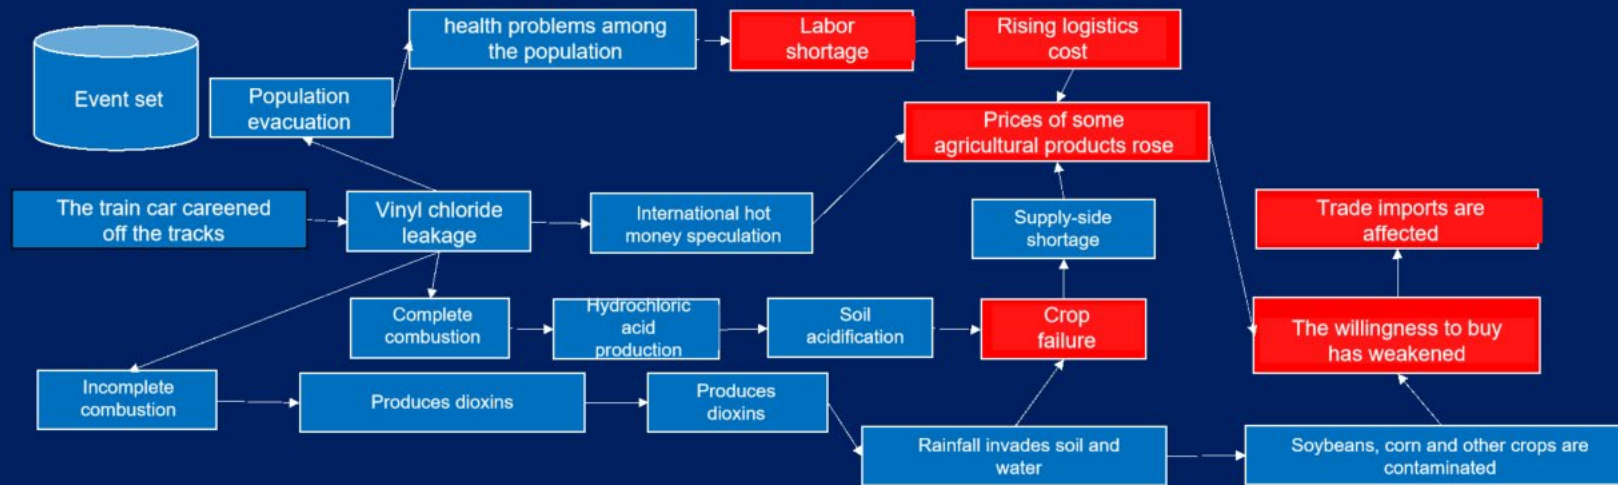 health problems among
the population
Labor
shortage
Rising logistics
cost
Event set
Population
evacuation
Prices of some
agricultural products rose
The train car careened
off the tracks
Vinyl chloride
leakage
International hot
money speculation
Supply-side
shortage
Trade imports are
affected
Complete
combustion
Hydrochloric
acid
production
Soil
acidification
Crop
failure
The willingness to buy
has weakened
Incomplete
combustion
Produces dioxins
Produces
dioxins
Rainfall invades soil and
water
Soybeans, corn and other crops are
contaminated